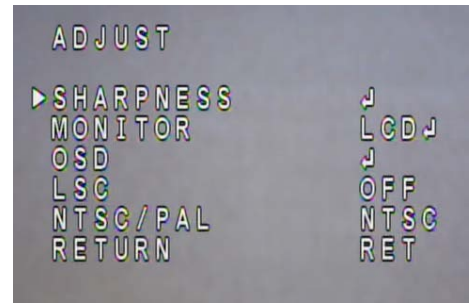 ADJUST
▶SHARPNESS ↲
MONITOR LCD↲
OSD ↲
LSC OFF
NTSC/PAL NTSC
RETURN RET